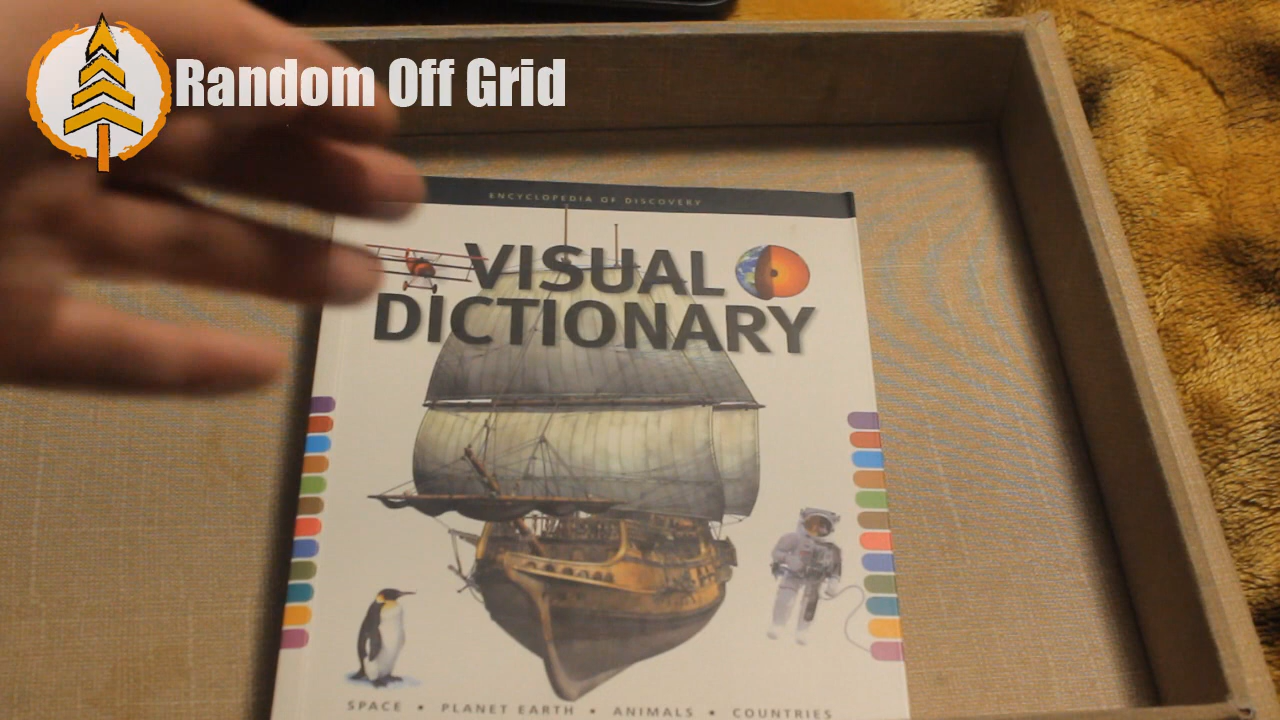 Random Off Grid
ENCYCLOPEDIA OF DISCOVERY
VISUAL
DICTIONARY
SPACE • PLANET EARTH • ANIMALS • COUNTRIES